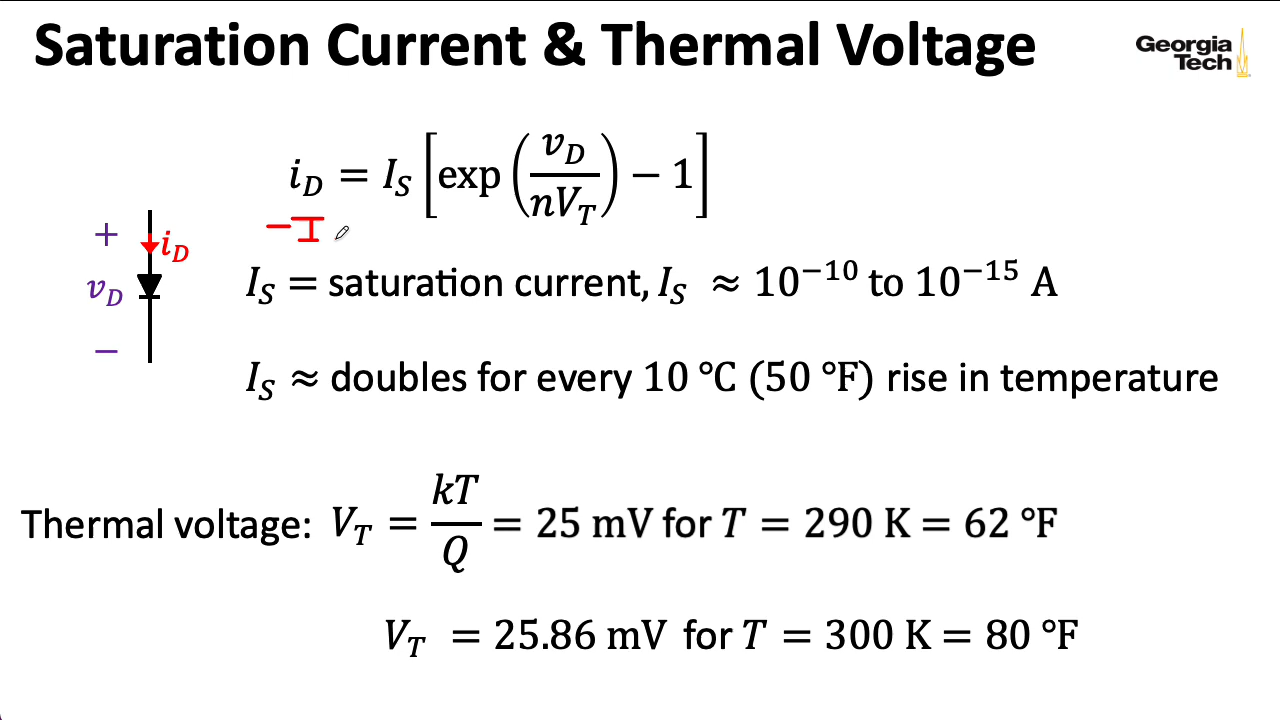 Saturation Current & Thermal Voltage
Georgia
Tech
i_D = I_S [exp (v_D / nV_T) − 1]
−I
+
i_D
v_D
−
I_S = saturation current, I_S ≈ 10^−10 to 10^−15 A
I_S ≈ doubles for every 10 °C (50 °F) rise in temperature
Thermal voltage: V_T = kT / Q = 25 mV for T = 290 K = 62 °F
V_T = 25.86 mV for T = 300 K = 80 °F